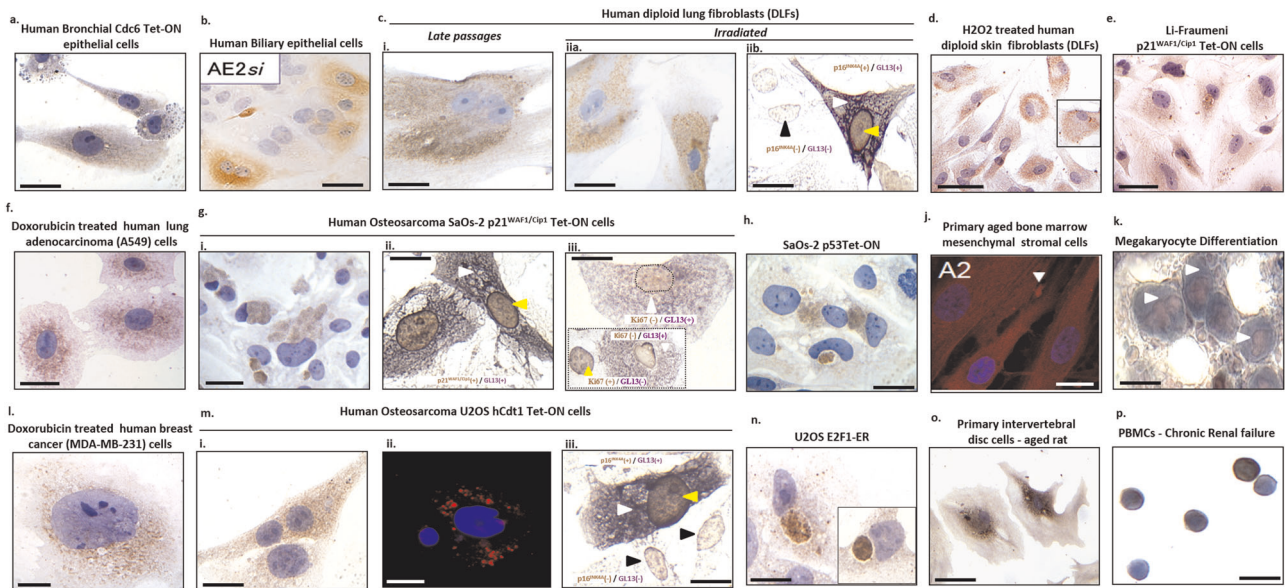 a.
Human Bronchial Cdc6 Tet-ON
epithelial cells
b.
Human Biliary epithelial cells
AE2si
c.
Human diploid lung fibroblasts (DLFs)
Late passages
Irradiated
i.
iia.
iib.
p16INK4A(+) / GL13(+)
p16INK4A(-) / GL13(-)
d.
H2O2 treated human
diploid skin fibroblasts (DLFs)
e.
Li-Fraumeni
p21WAF1/Cip1 Tet-ON cells
f.
Doxorubicin treated human lung
adenocarcinoma (A549) cells
g.
Human Osteosarcoma SaOs-2 p21WAF1/Cip1 Tet-ON cells
i.
ii.
p21WAF1/Cip1(+) / GL13(+)
iii.
Ki67 (-) / GL13(+)
Ki67 (-) / GL13(+)
Ki67 (+) / GL13(-)
h.
SaOs-2 p53Tet-ON
j.
Primary aged bone marrow
mesenchymal stromal cells
A2
k.
Megakaryocyte Differentiation
l.
Doxorubicin treated human breast
cancer (MDA-MB-231) cells
m.
Human Osteosarcoma U2OS hCdt1 Tet-ON cells
i.
ii.
iii.
p16INK4A(+) / GL13(+)
p16INK4A(-) / GL13(-)
n.
U2OS E2F1-ER
o.
Primary intervertebral
disc cells - aged rat
p.
PBMCs - Chronic Renal failure